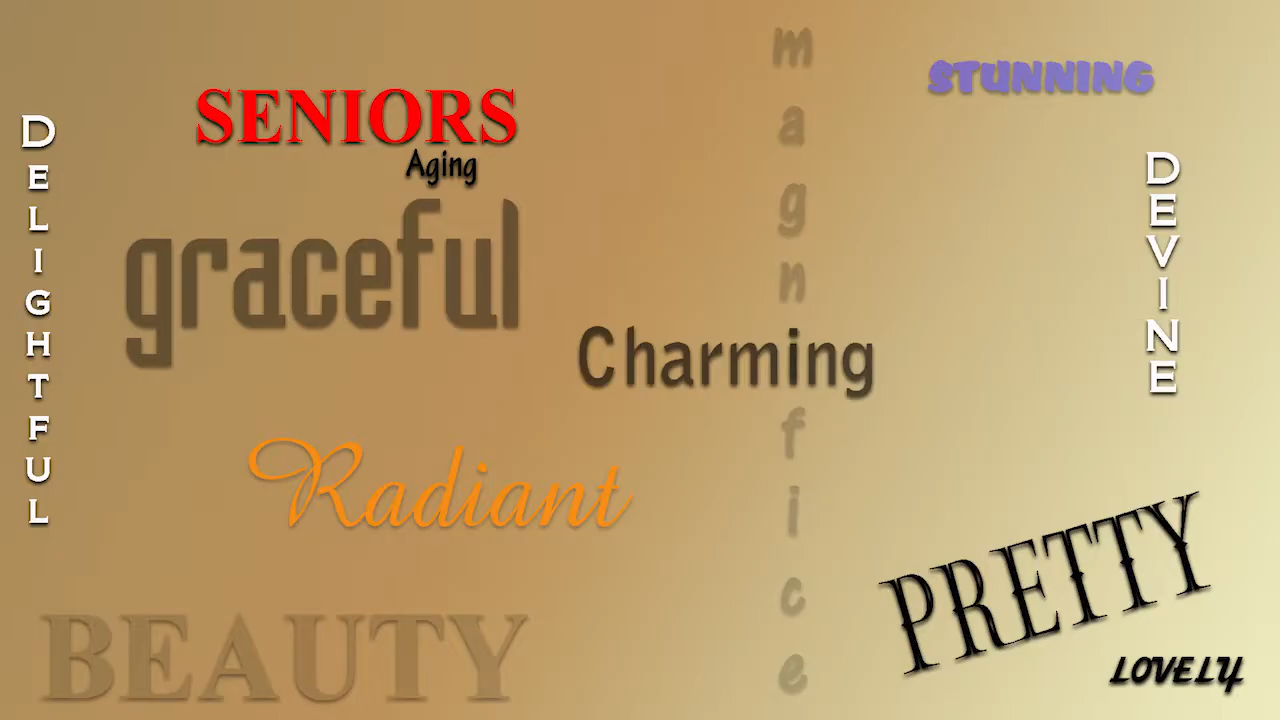 STUNNING
SENIORS
Aging
DELIGHTFUL
DEVINE
graceful
magnifice
Charming
Radiant
PRETTY
BEAUTY
LOVELY